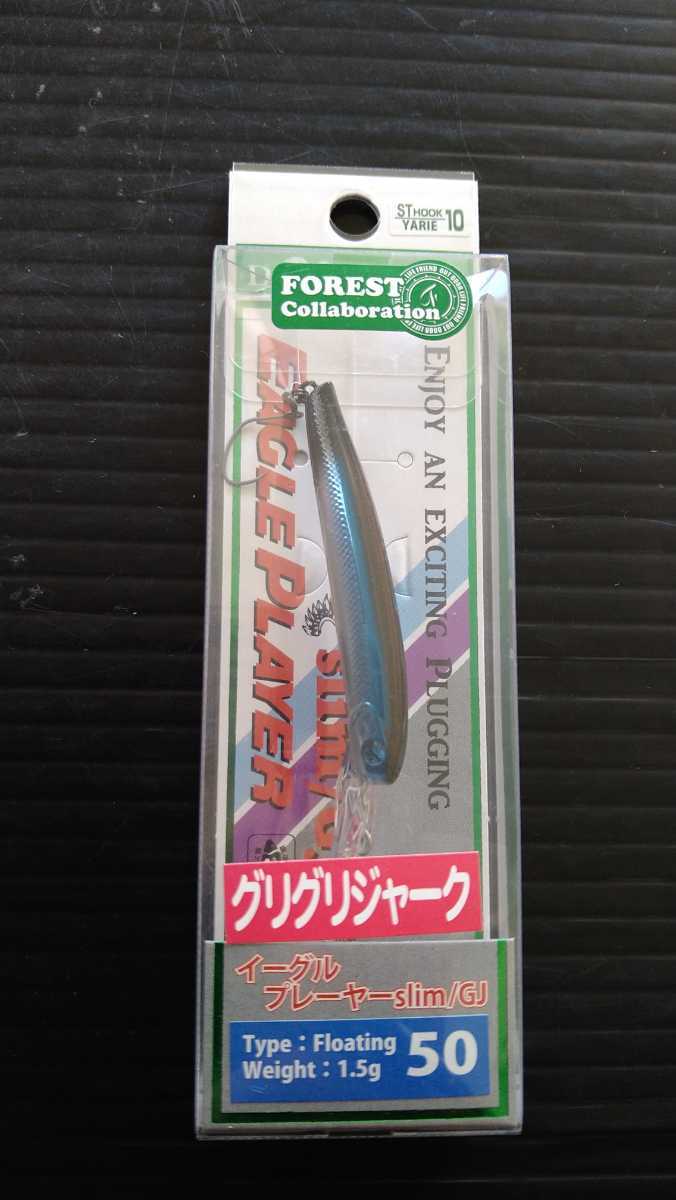 ST HOOK
YARIE 10
FOREST
Collaboration
ENJOY AN EXCITING PLUGGING
EAGLE PLAYER
グリグリジャーク
イーグル
プレーヤーslim/GJ
Type：Floating
Weight：1.5g
50